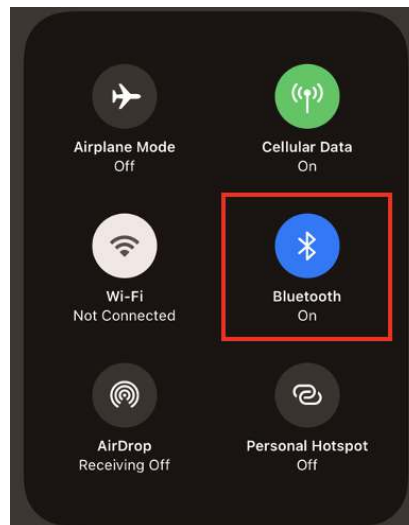 Airplane Mode
Off
Cellular Data
On
Wi-Fi
Not Connected
Bluetooth
On
AirDrop
Receiving Off
Personal Hotspot
Off